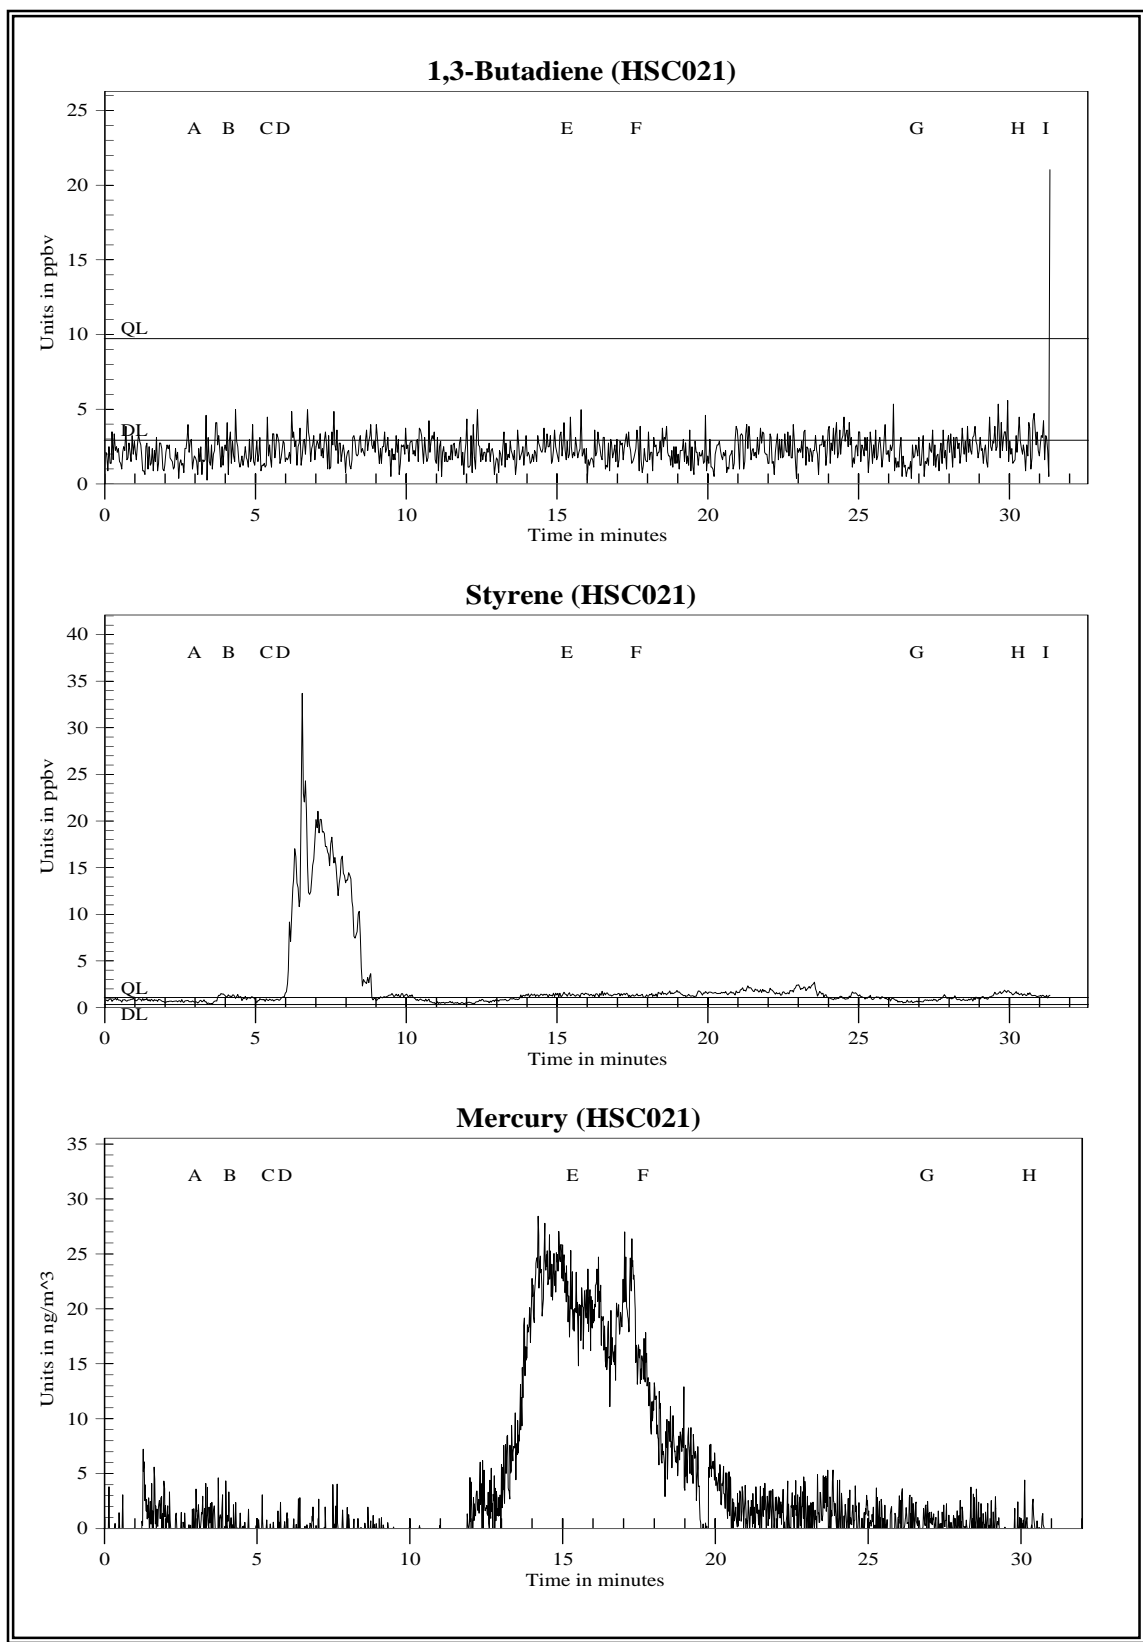 1,3-Butadiene (HSC021)
25
A B C D E F G H I
20
15
Units in ppbv
QL
10
5
DL
0
0 5 10 15 20 25 30
Time in minutes
Styrene (HSC021)
40
A B C D E F G H I
35
30
25
Units in ppbv
20
15
10
5
QL
0
DL
0 5 10 15 20 25 30
Time in minutes
Mercury (HSC021)
35
A B C D E F G H
30
25
20
Units in ng/m^3
15
10
5
0
0 5 10 15 20 25 30
Time in minutes